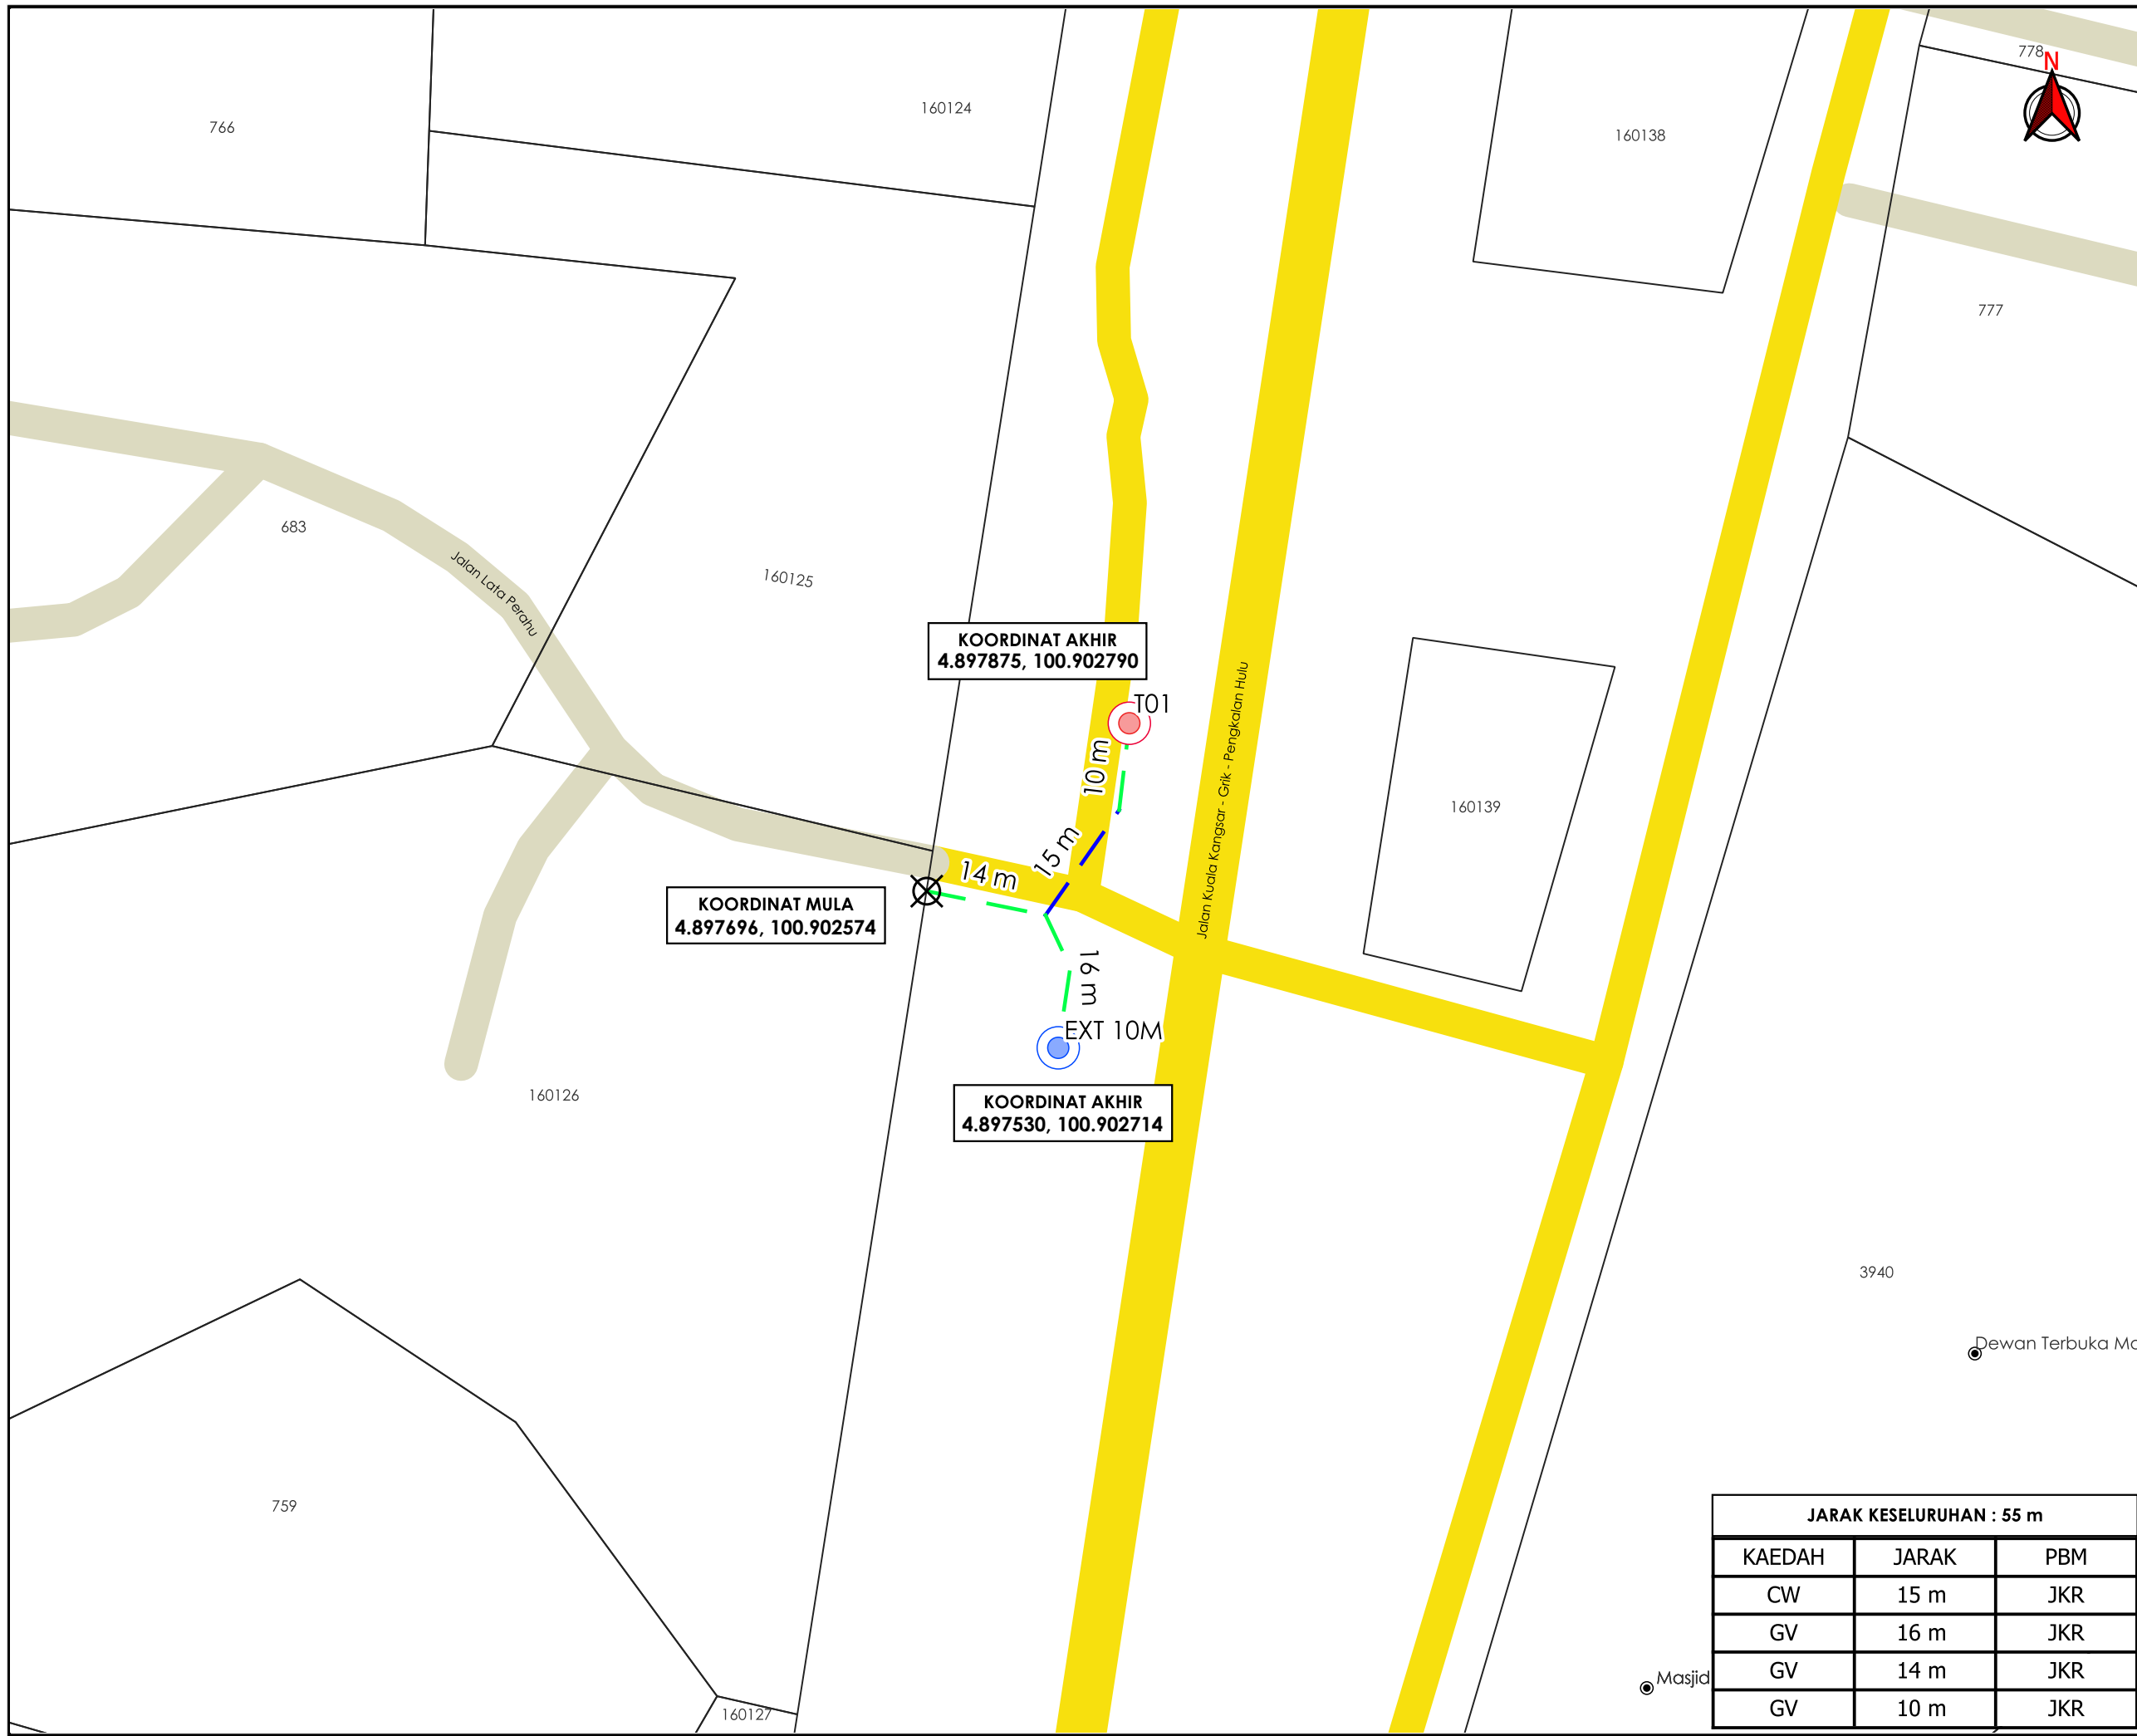 778
N
160124
766
160138
777
683
Jalan Lata Perahu
160125
KOORDINAT AKHIR
4.897875, 100.902790
T01
10 m
Jalan Kuala Kangsar - Grik - Pengkalan Hulu
160139
15 m
14 m
KOORDINAT MULA
4.897696, 100.902574
16 m
EXT 10M
160126
KOORDINAT AKHIR
4.897530, 100.902714
3940
Dewan Terbuka
759
Masjid
160127
JARAK KESELURUHAN : 55 m
KAEDAH JARAK PBM
CW 15 m JKR
GV 16 m JKR
GV 14 m JKR
GV 10 m JKR